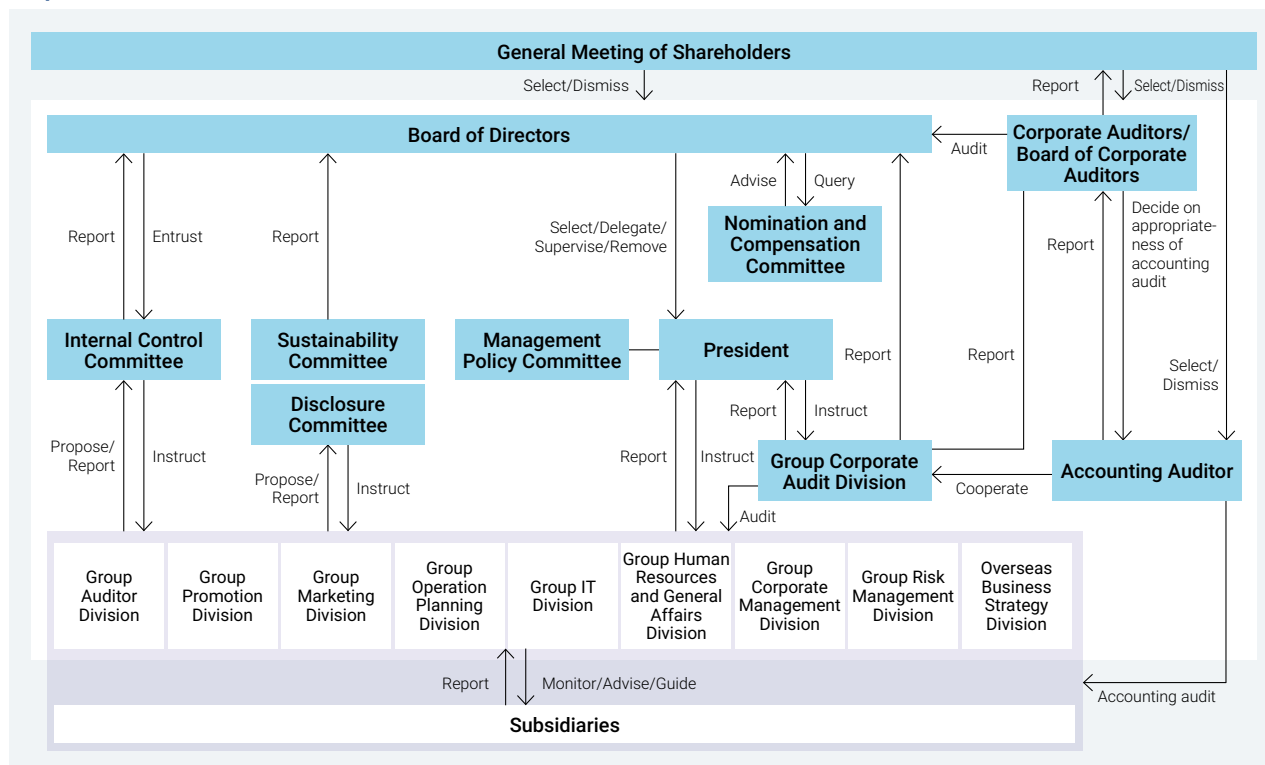 General Meeting of Shareholders
Select/Dismiss
Report
Select/Dismiss
Board of Directors
Audit
Corporate Auditors/
Board of Corporate
Auditors
Advise
Query
Report
Entrust
Report
Select/Delegate/
Supervise/Remove
Nomination and
Compensation
Committee
Report
Decide on
appropriate-
ness of
accounting
audit
Internal Control
Committee
Sustainability
Committee
Management
Policy Committee
President
Report
Report
Select/
Dismiss
Disclosure
Committee
Propose/
Report
Instruct
Propose/
Report
Instruct
Report
Instruct
Report
Instruct
Group Corporate
Audit Division
Cooperate
Accounting Auditor
Audit
Group
Auditor
Division
Group
Promotion
Division
Group
Marketing
Division
Group
Operation
Planning
Division
Group IT
Division
Group Human
Resources
and General
Affairs
Division
Group
Corporate
Management
Division
Group Risk
Management
Division
Overseas
Business
Strategy
Division
Report
Monitor/Advise/Guide
Accounting audit
Subsidiaries